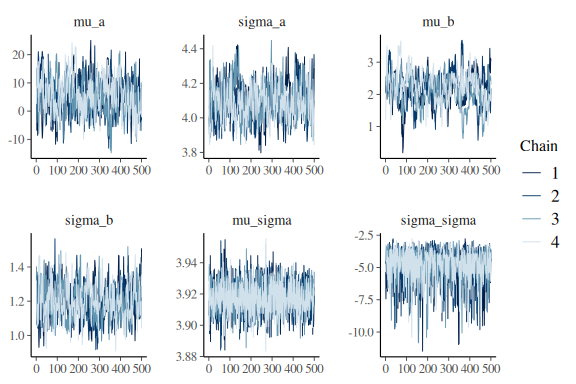 mu_a
sigma_a
mu_b
20
10
0
-10
4.4
4.2
4.0
3.8
3
2
1
0 100 200 300 400 500
0 100 200 300 400 500
0 100 200 300 400 500
Chain
1
2
3
4
sigma_b
mu_sigma
sigma_sigma
1.4
1.2
1.0
3.94
3.92
3.90
3.88
-2.5
-5.0
-7.5
-10.0
0 100 200 300 400 500
0 100 200 300 400 500
0 100 200 300 400 500